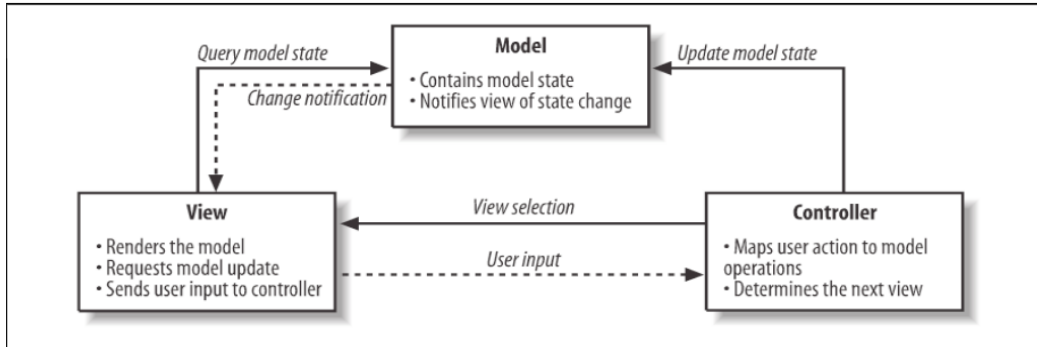 Model
• Contains model state
• Notifies view of state change
Query model state
Update model state
Change notification
View
• Renders the model
• Requests model update
• Sends user input to controller
View selection
User input
Controller
• Maps user action to model
operations
• Determines the next view